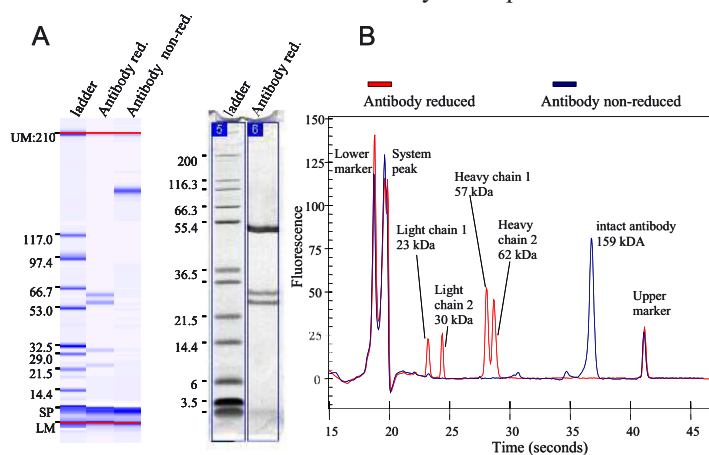 A
B
ladder
Antibody red.
Antibody non-red.
UM:210
117.0
97.4
66.7
53.0
32.5
29.0
21.5
14.4
SP
LM
ladder
Antibody red.
5
6
200
116.3
66.3
55.4
36.5
21.5
14.4
6
3.5
Antibody reduced
Antibody non-reduced
Fluorescence
150
125
100
75
50
25
0
Lower
marker
System
peak
Light chain 1
23 kDa
Light
chain 2
30 kDa
Heavy chain 1
57 kDa
Heavy
chain 2
62 kDa
intact antibody
159 kDA
Upper
marker
15
20
25
30
35
40
45
Time (seconds)